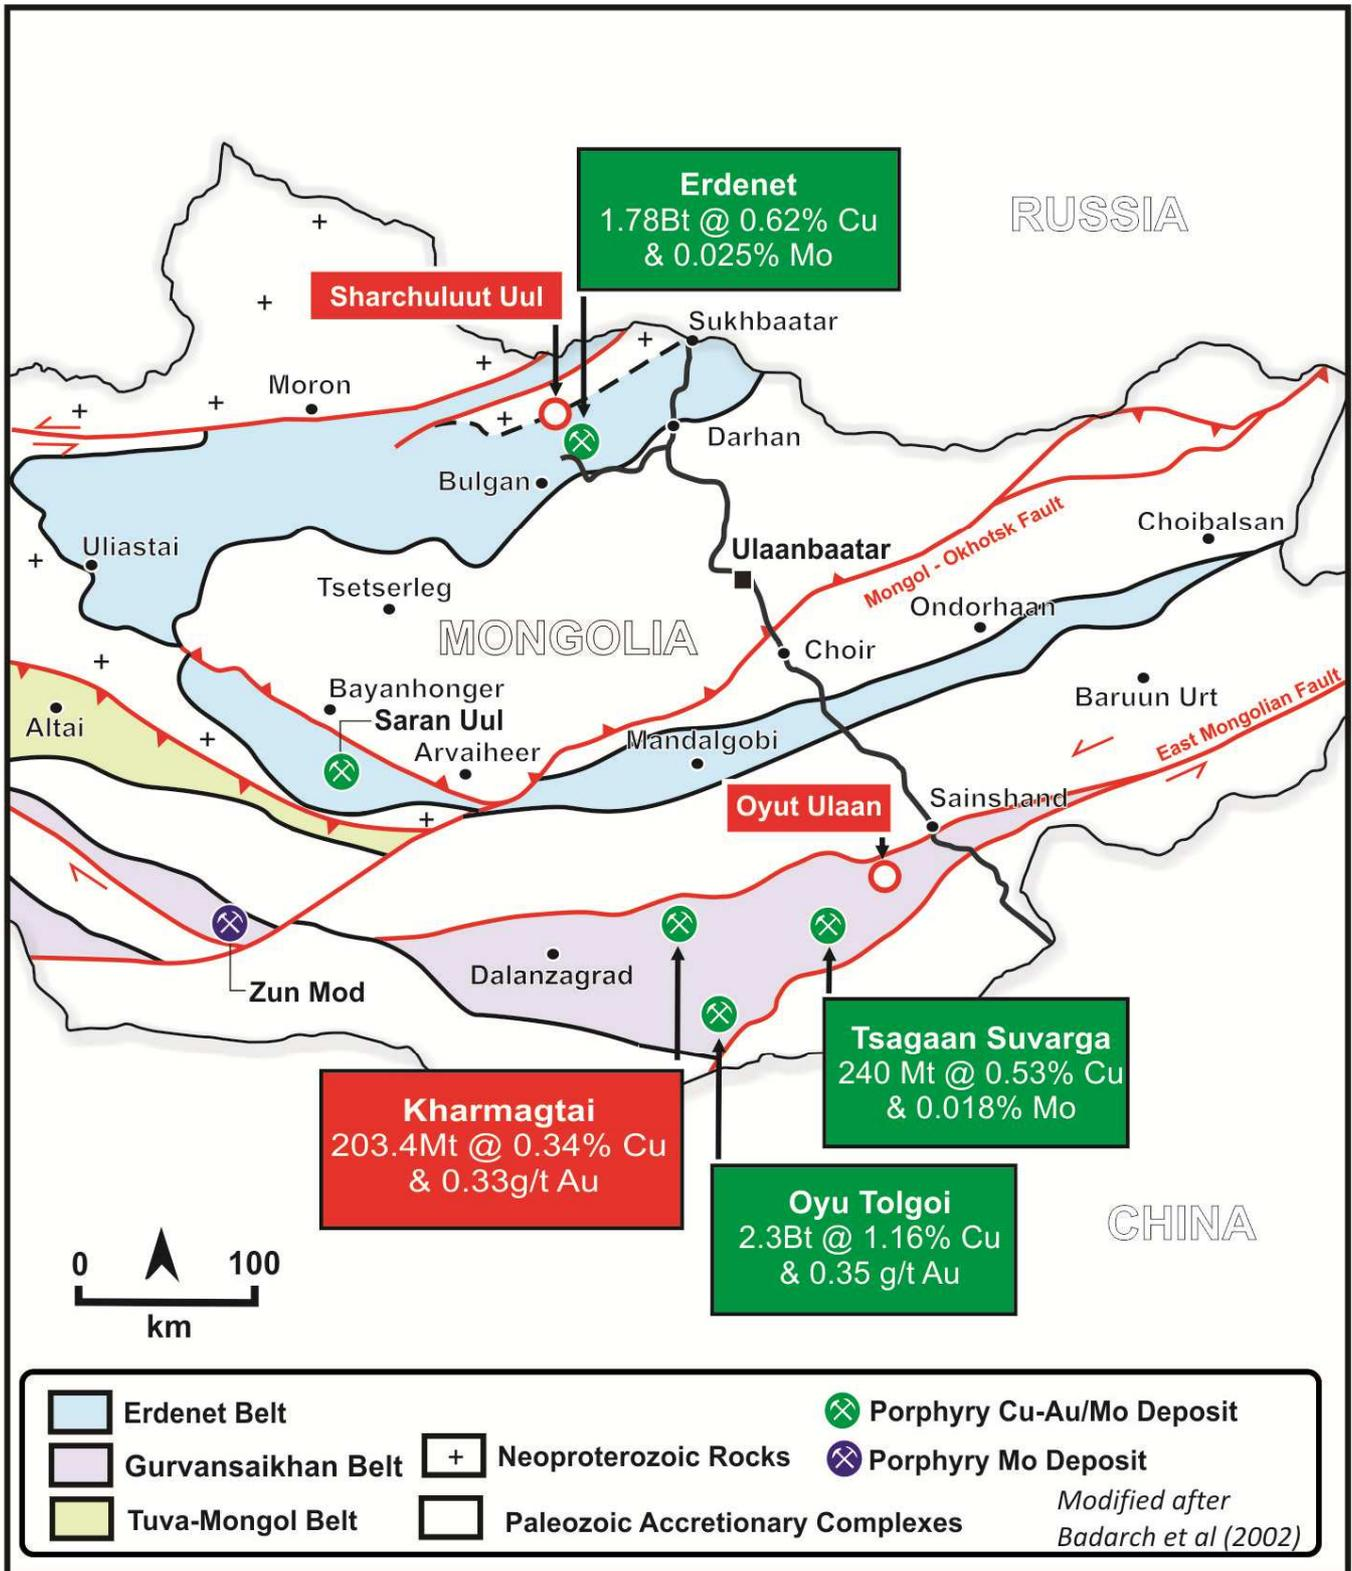 Erdenet
1.78Bt @ 0.62% Cu
& 0.025% Mo
RUSSIA
Sharchuluut Uul
Sukhbaatar
Moron
Darhan
Bulgan
Mongol - Okhotsk Fault
Choibalsan
Uliastai
Ulaanbaatar
Tsetserleg
Ondorhaan
MONGOLIA
Choir
Bayanhonger
Baruun Urt
Saran Uul
Altai
Arvaiheer
Mandalgobi
East Mongolian Fault
Oyut Ulaan
Sainshand
Dalanzagrad
Zun Mod
Tsagaan Suvarga
240 Mt @ 0.53% Cu
& 0.018% Mo
Kharmagtai
203.4Mt @ 0.34% Cu
& 0.33g/t Au
Oyu Tolgoi
2.3Bt @ 1.16% Cu
& 0.35 g/t Au
CHINA
0 100
km
Erdenet Belt
Gurvansaikhan Belt
Tuva-Mongol Belt
+ Neoproterozoic Rocks
Paleozoic Accretionary Complexes
Porphyry Cu-Au/Mo Deposit
Porphyry Mo Deposit
Modified after
Badarch et al (2002)